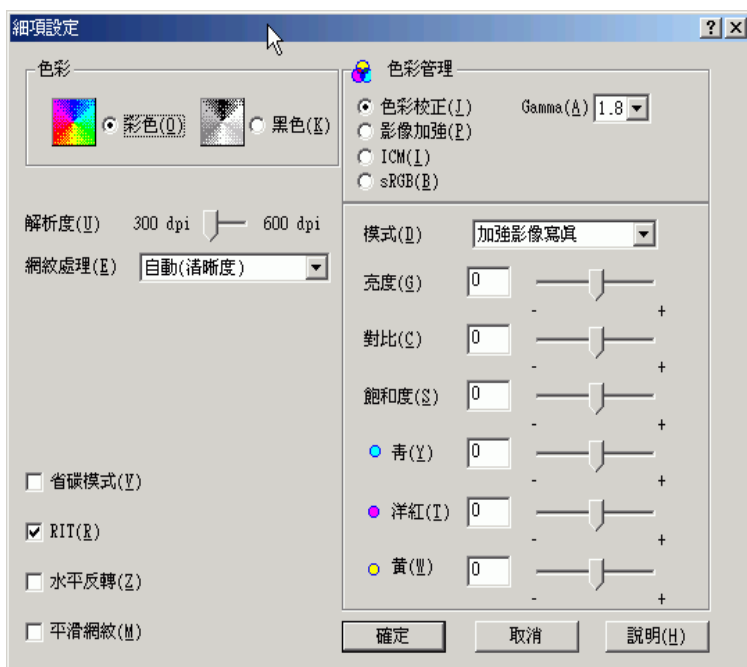 細項設定
色彩
彩色(O)
黑色(K)
解析度(U) 300 dpi 600 dpi
網紋處理(E) 自動(清晰度)
省碳模式(V)
RIT(R)
水平反轉(Z)
平滑網紋(M)
色彩管理
色彩校正(J) Gamma(A) 1.8
影像加強(P)
ICM(I)
sRGB(B)
模式(D) 加強影像寫真
亮度(G) 0
- +
對比(C) 0
- +
飽和度(S) 0
- +
青(Y) 0
- +
洋紅(T) 0
- +
黃(W) 0
- +
確定 取消 說明(H)